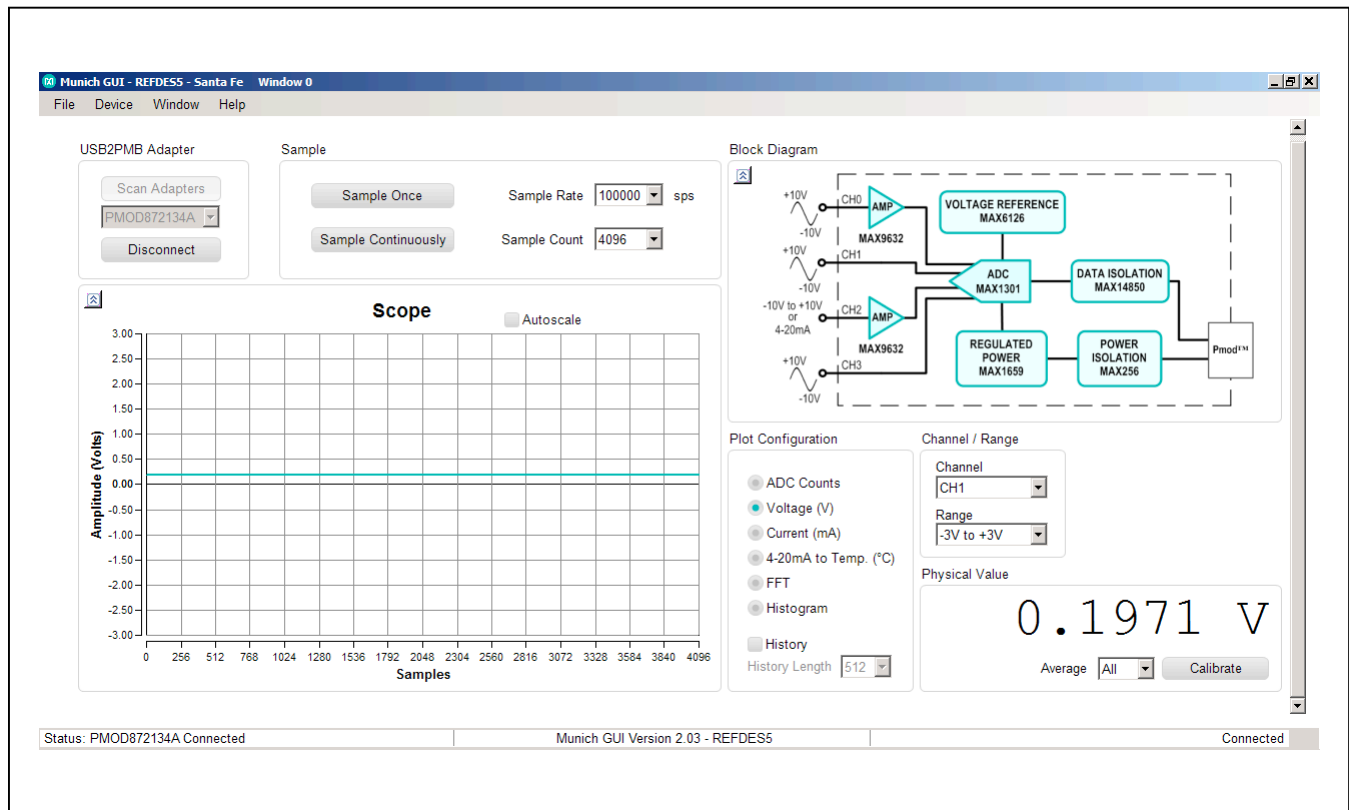 Munich GUI - REFDES5 - Santa Fe Window 0
File Device Window Help
USB2PMB Adapter
Scan Adapters
PMOD872134A
Disconnect
Sample
Sample Once
Sample Rate 100000 sps
Sample Continuously
Sample Count 4096
Scope
Autoscale
Amplitude (Volts)
3.00
2.50
2.00
1.50
1.00
0.50
0.00
-0.50
-1.00
-1.50
-2.00
-2.50
-3.00
0 256 512 768 1024 1280 1536 1792 2048 2304 2560 2816 3072 3328 3584 3840 4096
Samples
Block Diagram
+10V
-10V
CH0
AMP
MAX9632
+10V
-10V
CH1
-10V to +10V
or
4-20mA
CH2
AMP
MAX9632
+10V
-10V
CH3
VOLTAGE REFERENCE
MAX6126
ADC
MAX1301
DATA ISOLATION
MAX14850
REGULATED
POWER
MAX1659
POWER
ISOLATION
MAX256
Pmod™
Plot Configuration
ADC Counts
Voltage (V)
Current (mA)
4-20mA to Temp. (°C)
FFT
Histogram
History
History Length 512
Channel / Range
Channel
CH1
Range
-3V to +3V
Physical Value
0.1971 V
Average All Calibrate
Status: PMOD872134A Connected
Munich GUI Version 2.03 - REFDES5
Connected